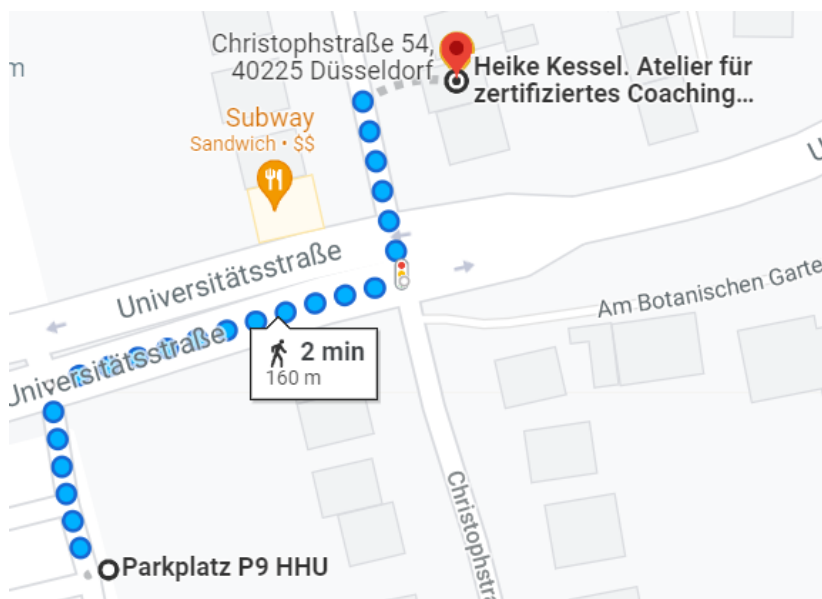 m
Christophstraße 54,
40225 Düsseldorf
Heike Kessel. Atelier für
zertifiziertes Coaching...
Subway
Sandwich • $$
U
Universitätsstraße
Am Botanischen Garte
Universitätsstraße
2 min
160 m
Christophstra
Parkplatz P9 HHU